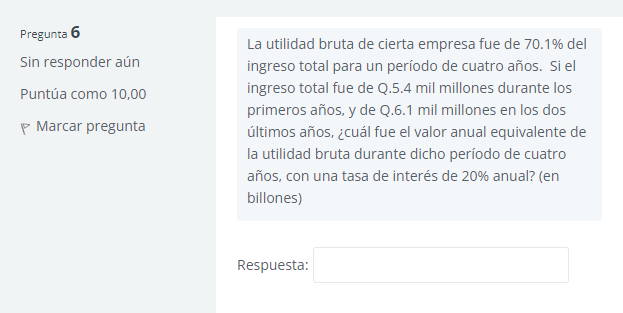 Pregunta 6
Sin responder aún
Puntúa como 10,00
Marcar pregunta
La utilidad bruta de cierta empresa fue de 70.1% del
ingreso total para un período de cuatro años. Si el
ingreso total fue de Q.5.4 mil millones durante los
primeros años, y de Q.6.1 mil millones en los dos
últimos años, ¿cuál fue el valor anual equivalente de
la utilidad bruta durante dicho período de cuatro
años, con una tasa de interés de 20% anual? (en
billones)
Respuesta: